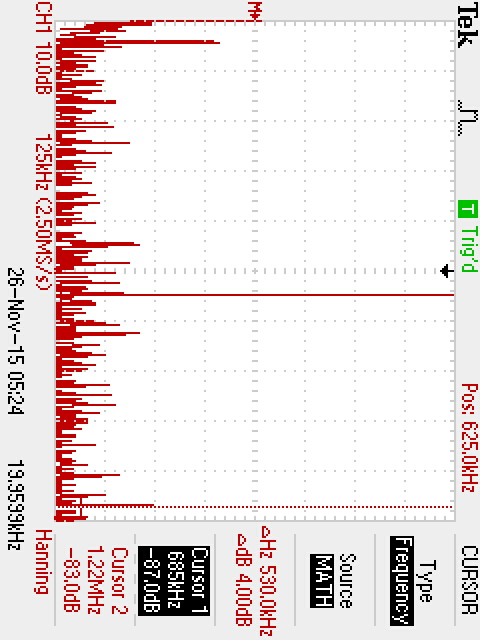 Tek
T Trig'd
Pos: 625.0kHz
CURSOR
Type
Frequency
Source
MATH
ΔHz 530.0kHz
ΔdB 4.00dB
Cursor 1
685kHz
-87.0dB
Cursor 2
1.22MHz
-83.0dB
M
CH1 10.0dB
125kHz (2.50MS/s)
Hanning
26-Nov-15 05:24
19.9599kHz